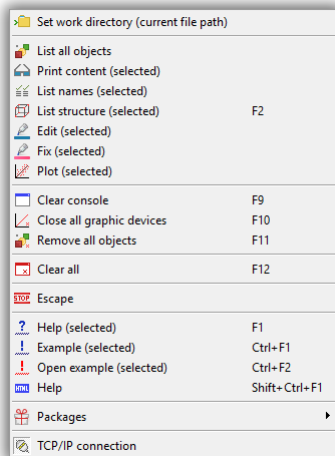 Set work directory (current file path)
List all objects
Print content (selected)
List names (selected)
List structure (selected) F2
Edit (selected)
Fix (selected)
Plot (selected)
Clear console F9
Close all graphic devices F10
Remove all objects F11
Clear all F12
STOP Escape
Help (selected) F1
Example (selected) Ctrl+F1
Open example (selected) Ctrl+F2
HTML Help Shift+Ctrl+F1
Packages
TCP/IP connection